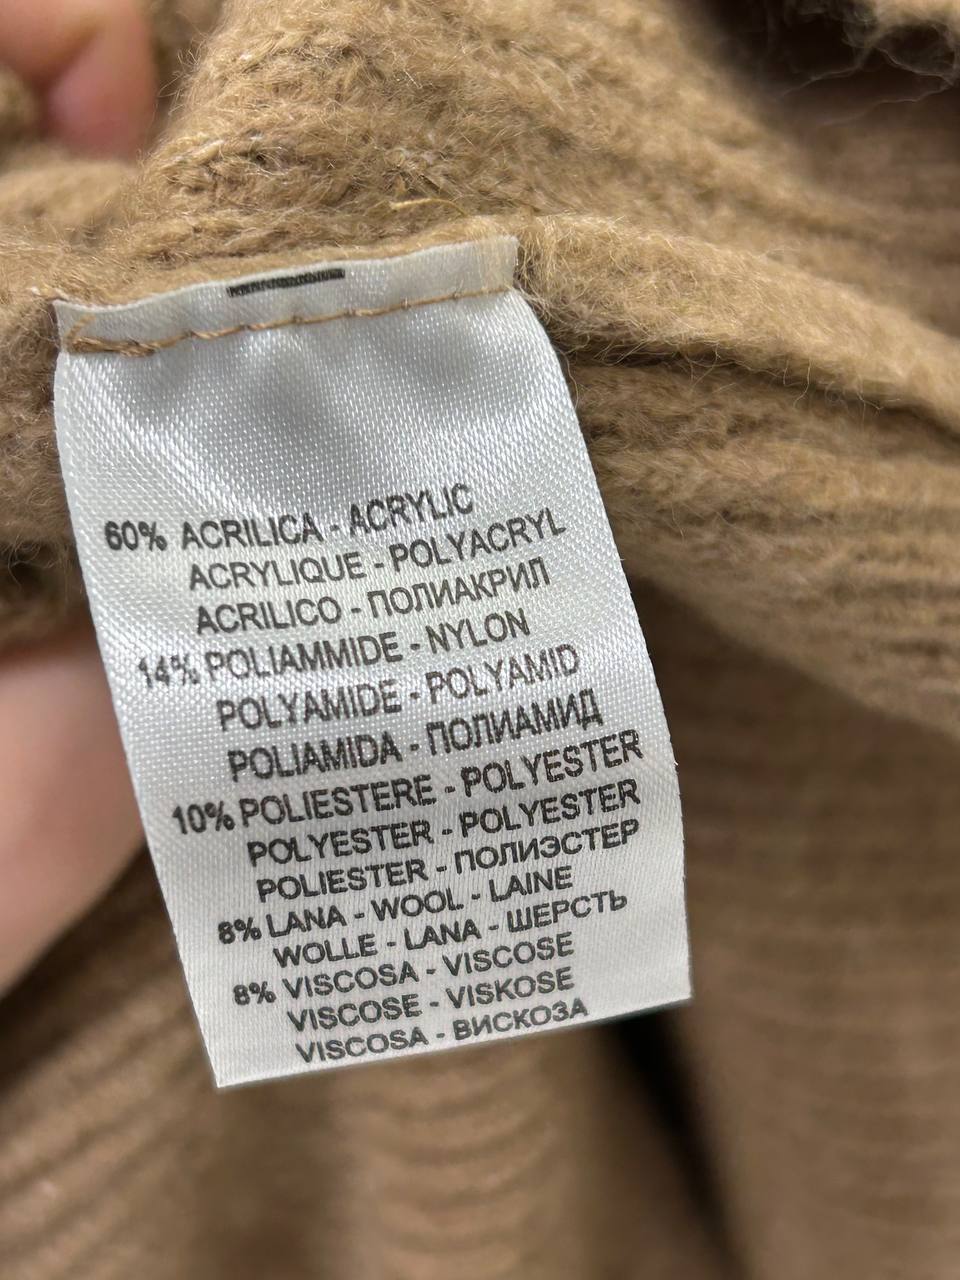 60% ACRILICA - ACRYLIC
ACRYLIQUE - POLYACRYL
ACRILICO - ПОЛИАКРИЛ
14% POLIAMMIDE - NYLON
POLYAMIDE - POLYAMID
POLIAMIDA - ПОЛИАМИД
10% POLIESTERE - POLYESTER
POLYESTER - POLYESTER
POLIESTER - ПОЛИЭСТЕР
8% LANA - WOOL - LAINE
WOLLE - LANA - ШЕРСТЬ
8% VISCOSA - VISCOSE
VISCOSE - VISKOSE
VISCOSA - ВИСКОЗА